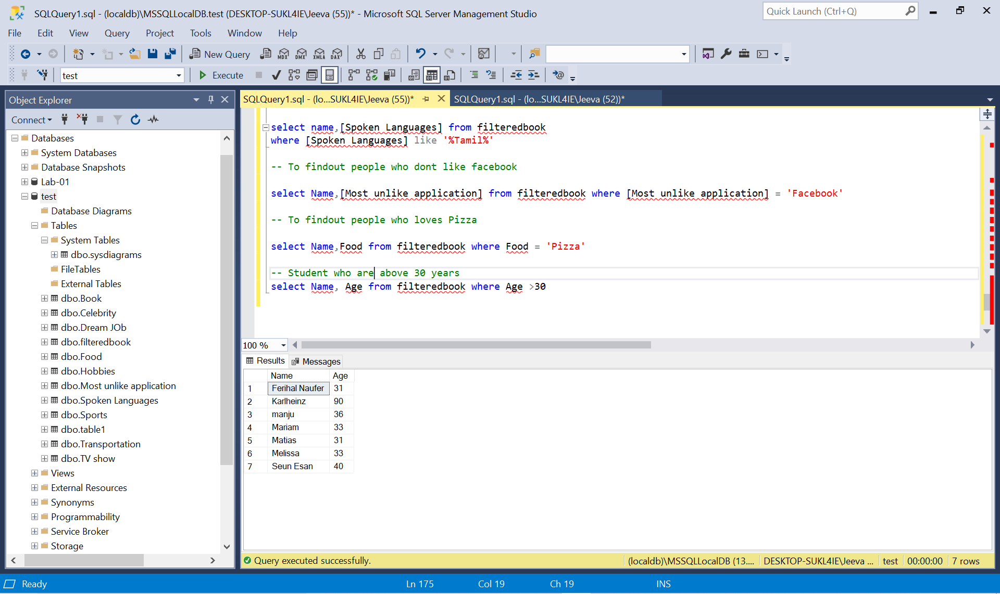 SQLQuery1.sql - (localdb)\MSSQLLocalDB.test (DESKTOP-SUKL4IE\Jeeva (55))* - Microsoft SQL Server Management Studio
Quick Launch (Ctrl+Q)
File Edit View Query Project Tools Window Help
New Query MDX DMX XMLA DAX
test Execute
Object Explorer
Connect
Databases
System Databases
Database Snapshots
Lab-01
test
Database Diagrams
Tables
System Tables
dbo.sysdiagrams
FileTables
External Tables
dbo.Book
dbo.Celebrity
dbo.Dream JOb
dbo.filteredbook
dbo.Food
dbo.Hobbies
dbo.Most unlike application
dbo.Spoken Languages
dbo.Sports
dbo.table1
dbo.Transportation
dbo.TV show
Views
External Resources
Synonyms
Programmability
Service Broker
Storage
SQLQuery1.sql - (lo...SUKL4IE\Jeeva (55))* SQLQuery1.sql - (lo...SUKL4IE\Jeeva (52))*
select name,[Spoken Languages] from filteredbook
where [Spoken Languages] like '%Tamil%'
-- To findout people who dont like facebook
select Name,[Most unlike application] from filteredbook where [Most unlike application] = 'Facebook'
-- To findout people who loves Pizza
select Name,Food from filteredbook where Food = 'Pizza'
-- Student who are above 30 years
select Name, Age from filteredbook where Age >30
100 %
Results Messages
Name Age
1 Ferihal Naufer 31
2 Karlheinz 90
3 manju 36
4 Mariam 33
5 Matias 31
6 Melissa 33
7 Seun Esan 40
Query executed successfully. (localdb)\MSSQLLocalDB (13.... DESKTOP-SUKL4IE\Jeeva ... test 00:00:00 7 rows
Ready Ln 175 Col 19 Ch 19 INS